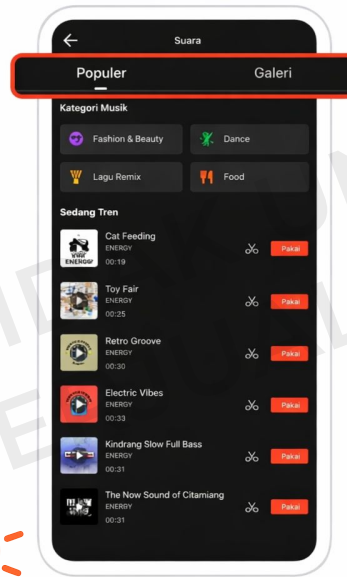 Suara
Populer Galeri
Kategori Musik
Fashion & Beauty Dance
Lagu Remix Food
Sedang Tren
Cat Feeding
ENERGY
00:19
Pakai
Toy Fair
ENERGY
00:25
Pakai
Retro Groove
ENERGY
00:30
Pakai
Electric Vibes
ENERGY
00:33
Pakai
Kindrang Slow Full Bass
ENERGY
00:31
Pakai
The Now Sound of Citamiang
ENERGY
00:31
Pakai